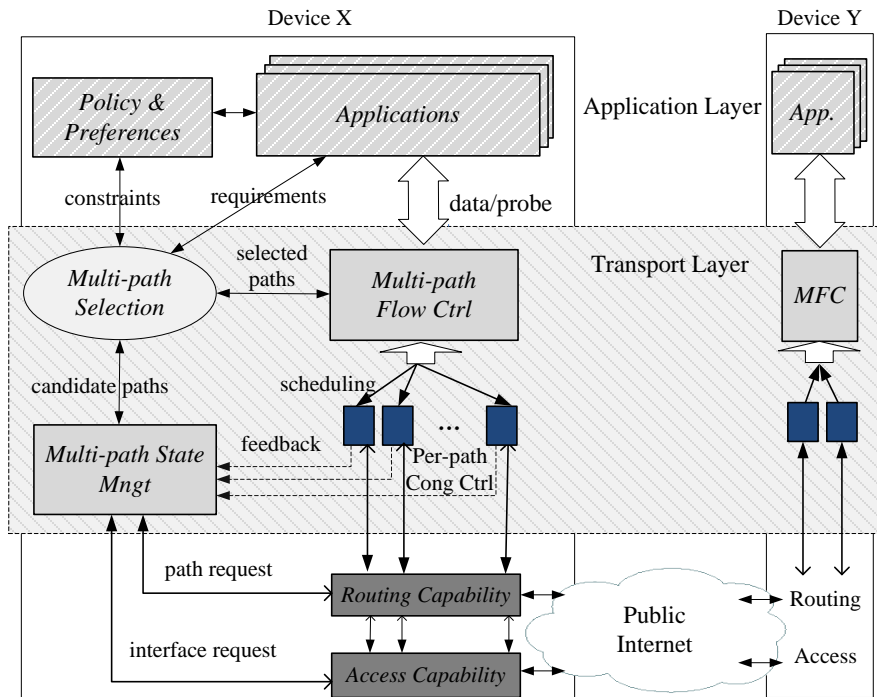 Device X
Device Y
Policy &
Preferences
Applications
Application Layer
App.
constraints
requirements
data/probe
Multi-path
Selection
selected
paths
Multi-path
Flow Ctrl
Transport Layer
MFC
candidate paths
scheduling
...
Multi-path State
Mngt
feedback
Per-path
Cong Ctrl
path request
Routing Capability
Public
Internet
Routing
interface request
Access Capability
Access